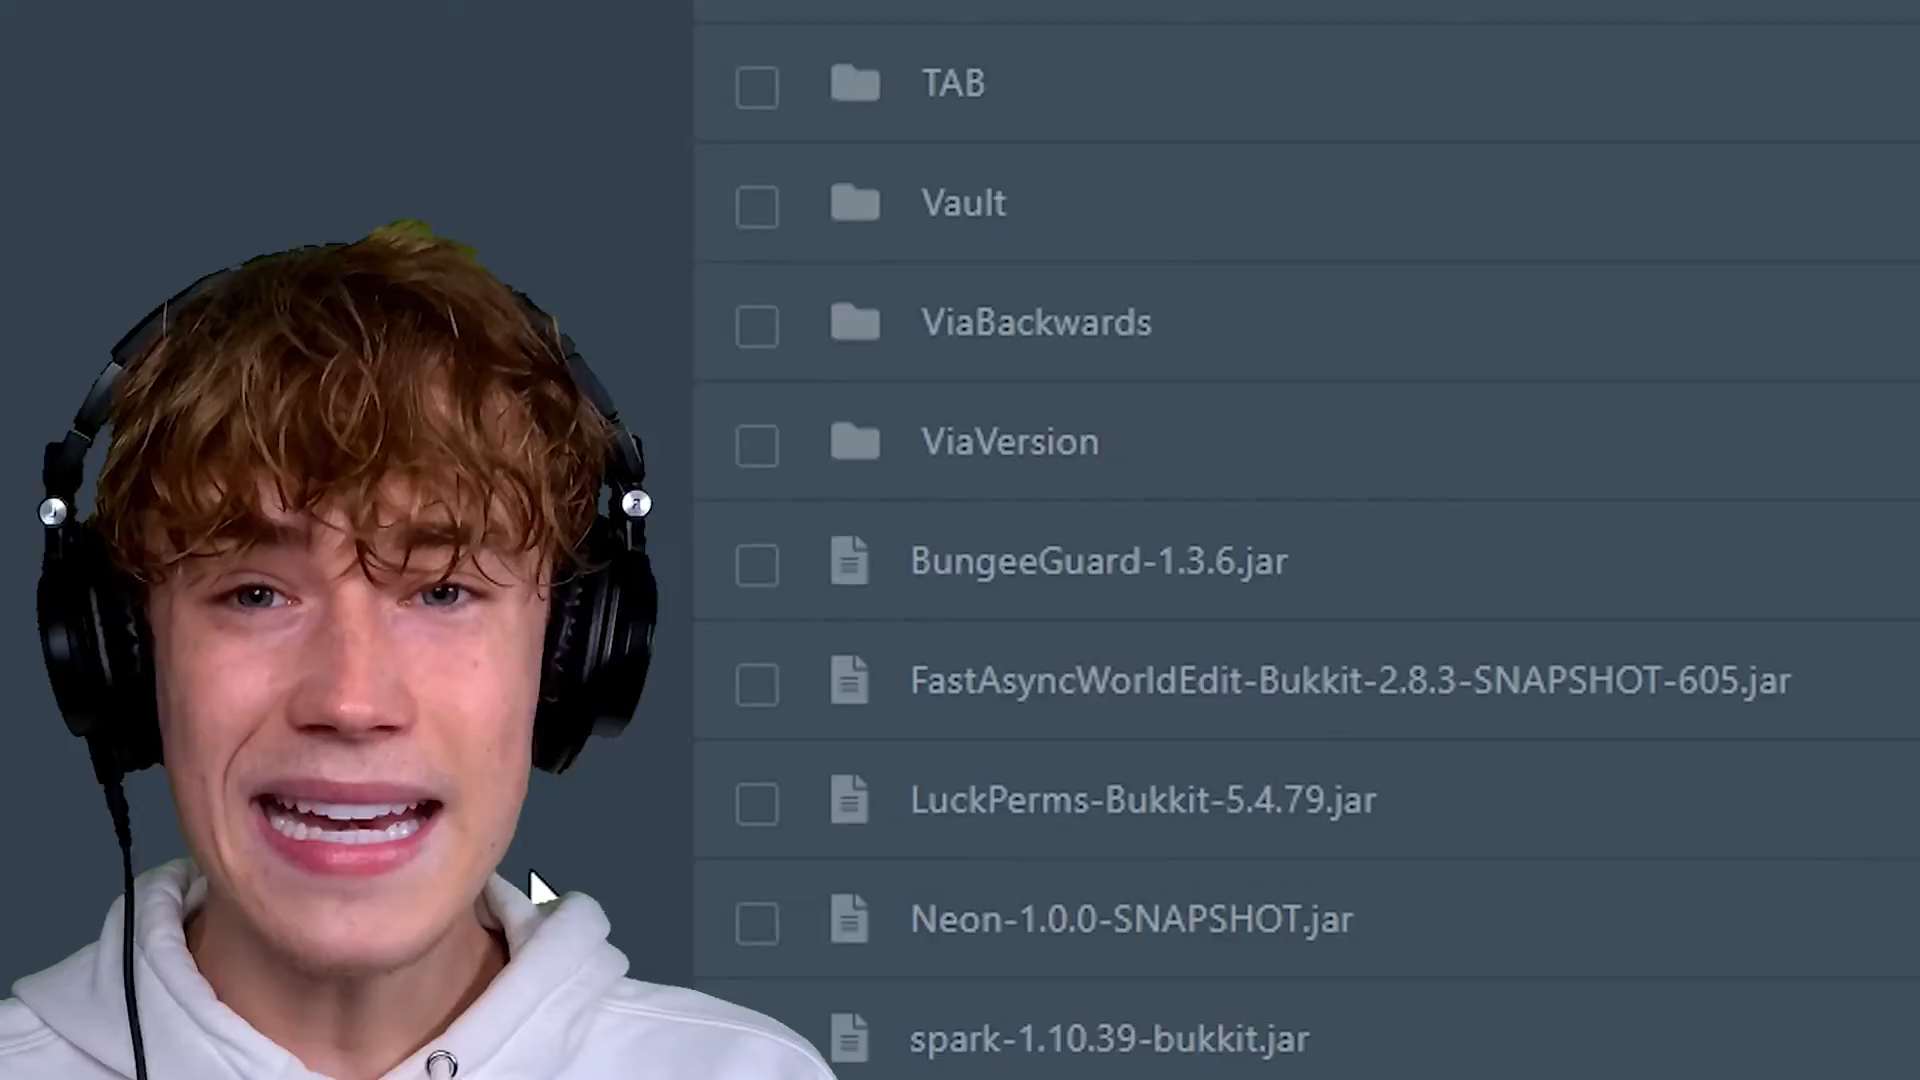 TAB
Vault
ViaBackwards
ViaVersion
BungeeGuard-1.3.6.jar
FastAsyncWorldEdit-Bukkit-2.8.3-SNAPSHOT-605.jar
LuckPerms-Bukkit-5.4.79.jar
Neon-1.0.0-SNAPSHOT.jar
spark-1.10.39-bukkit.jar